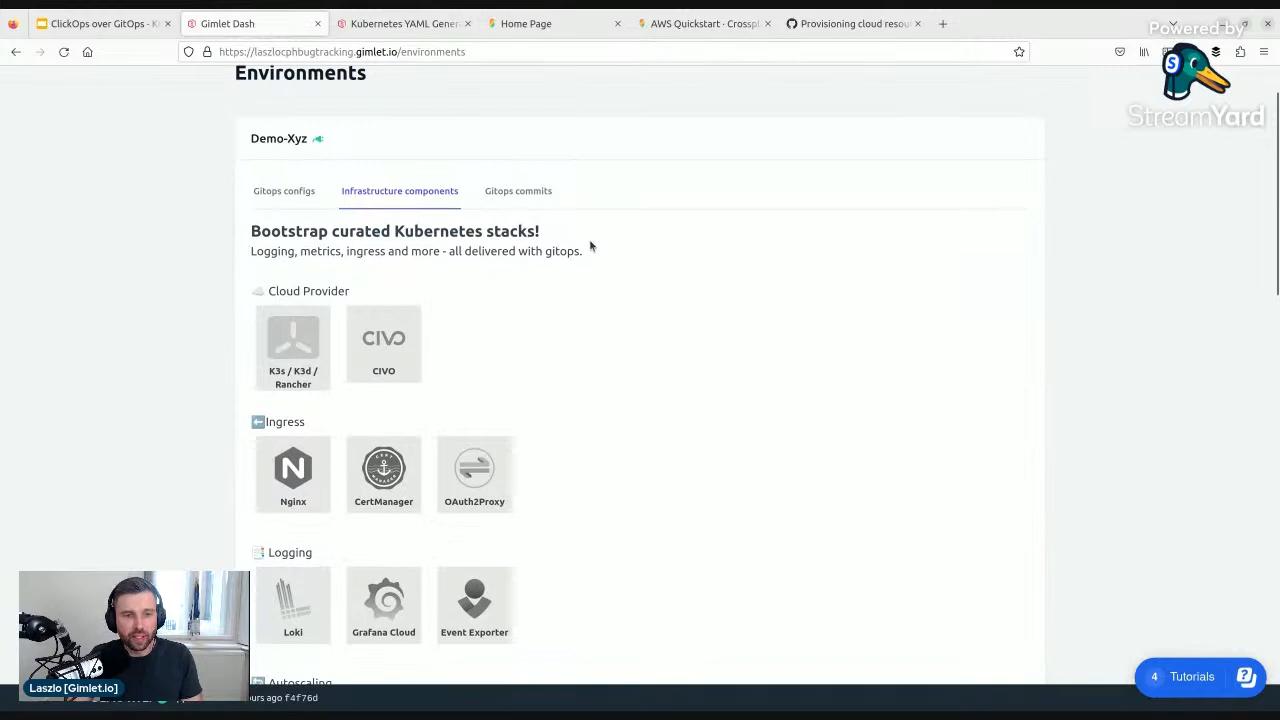 ClickOps over GitOps - K
Gimlet Dash
Kubernetes YAML Gener
Home Page
AWS Quickstart · Crosspl
Provisioning cloud resou
Powered by
https://laszlocphbugtracking.gimlet.io/environments
StreamYard
Environments
Demo-Xyz
Gitops configs
Infrastructure components
Gitops commits
Bootstrap curated Kubernetes stacks!
Logging, metrics, ingress and more - all delivered with gitops.
Cloud Provider
CIVO
K3s / K3d /
Rancher
CIVO
Ingress
Nginx
CertManager
OAuth2Proxy
Logging
Loki
Grafana Cloud
Event Exporter
Autoscaling
4 Tutorials
Laszlo [Gimlet.io]
ours ago f4f76d